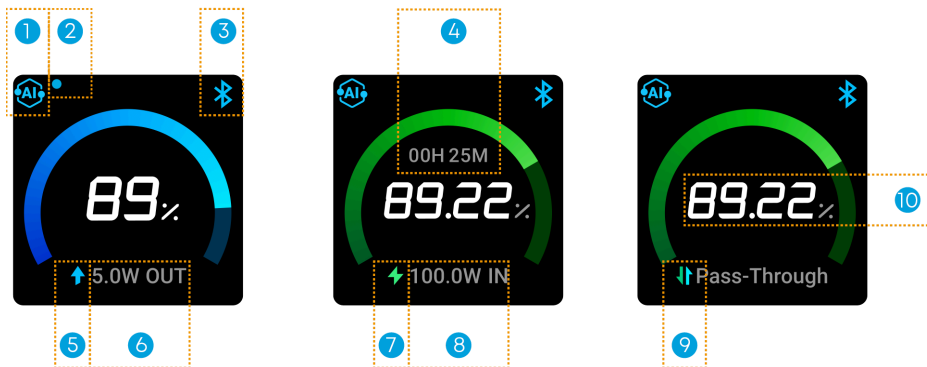 1 2 3 4
AI
89%
5.0W OUT
5 6
AI
00H 25M
89.22%
100.0W IN
7 8
AI
89.22%
10
Pass-Through
9